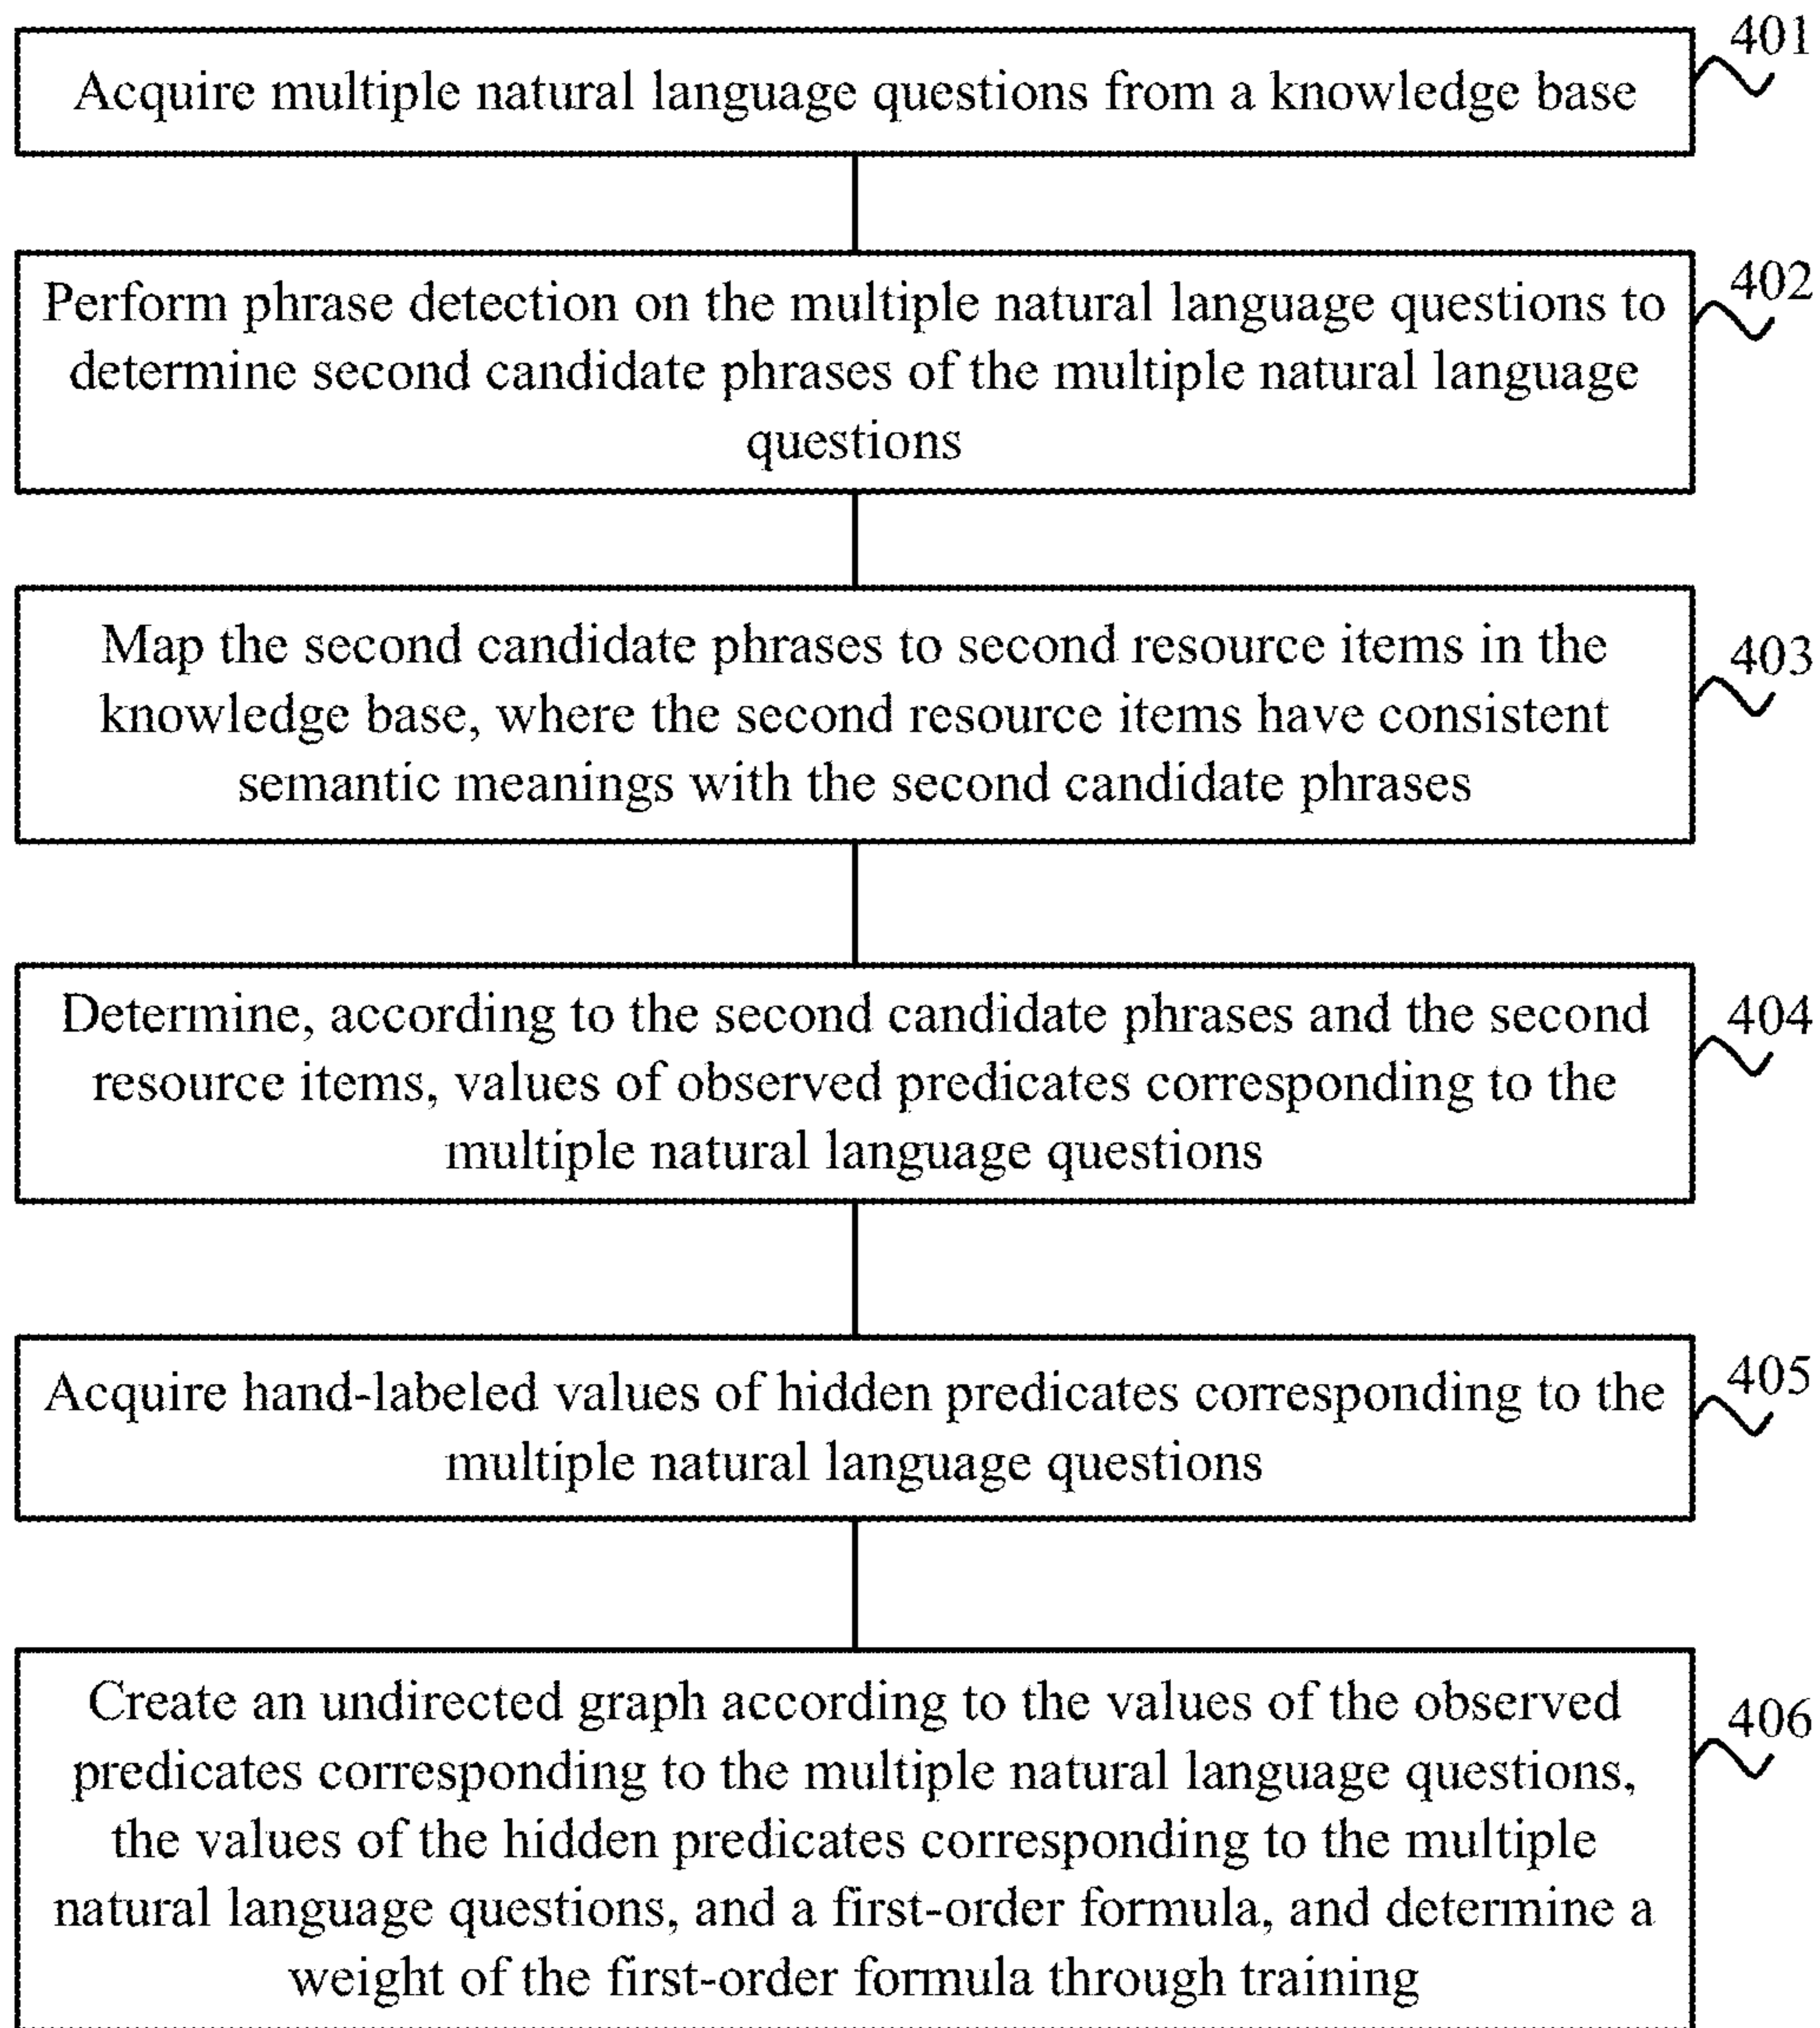 401
Acquire multiple natural language questions from a knowledge base
402
Perform phrase detection on the multiple natural language questions to
determine second candidate phrases of the multiple natural language
questions
403
Map the second candidate phrases to second resource items in the
knowledge base, where the second resource items have consistent
semantic meanings with the second candidate phrases
404
Determine, according to the second candidate phrases and the second
resource items, values of observed predicates corresponding to the
multiple natural language questions
405
Acquire hand-labeled values of hidden predicates corresponding to the
multiple natural language questions
406
Create an undirected graph according to the values of the observed
predicates corresponding to the multiple natural language questions,
the values of the hidden predicates corresponding to the multiple
natural language questions, and a first-order formula, and determine a
weight of the first-order formula through training